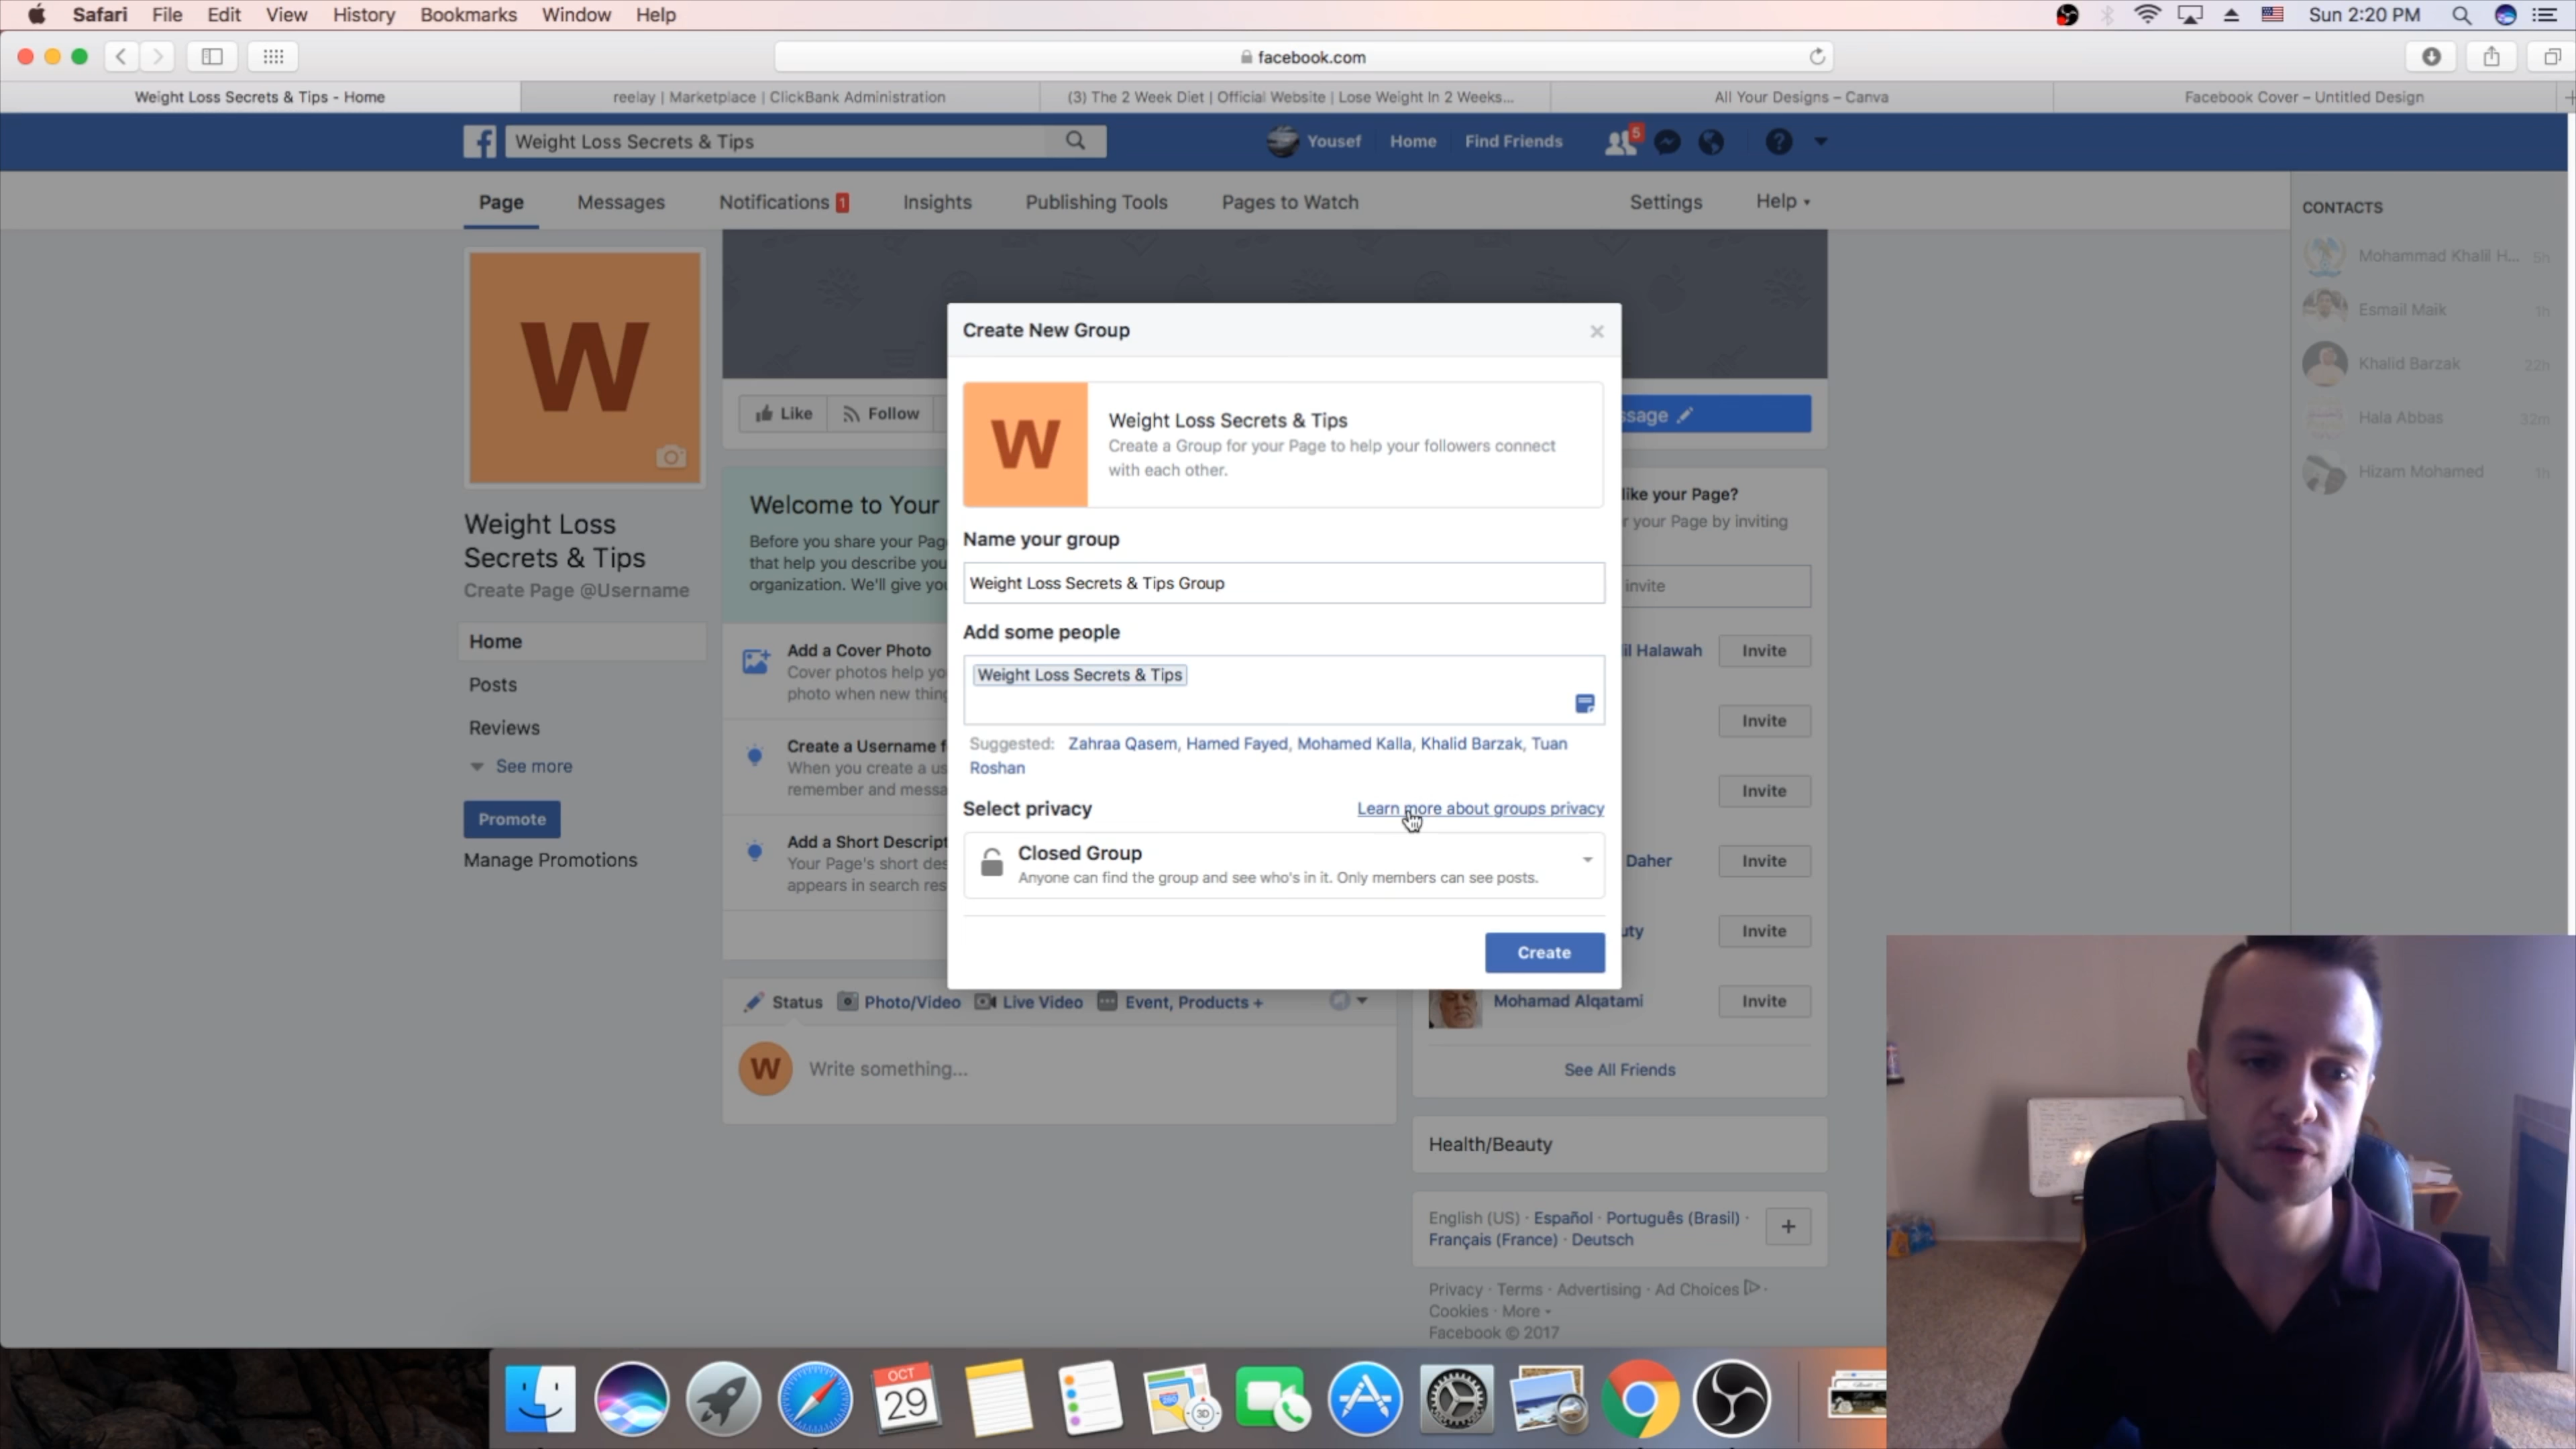 Safari File Edit View History Bookmarks Window Help Sun 2:20 PM
facebook.com
Weight Loss Secrets & Tips - Home
reelay | Marketplace | ClickBank Administration
(3) The 2 Week Diet | Official Website | Lose Weight In 2 Weeks...
All Your Designs – Canva
Facebook Cover – Untitled Design
Weight Loss Secrets & Tips
Yousef Home Find Friends 5
Page Messages Notifications 1 Insights Publishing Tools Pages to Watch Settings Help
CONTACTS
Mohammad Khalil H... 5h
Esmail Maik 1h
Khalid Barzak 22h
Hala Abbas 32m
Hizam Mohamed 1h
W
Weight Loss
Secrets & Tips
Create Page @Username
Home
Posts
Reviews
See more
Promote
Manage Promotions
Like Follow
ssage
Welcome to Your
Before you share your Pag
that help you describe you
organization. We'll give you
Add a Cover Photo
Cover photos help yo
photo when new thing
Create a Username f
When you create a us
remember and messa
Add a Short Descript
Your Page's short des
appears in search res
Create New Group
W
Weight Loss Secrets & Tips
Create a Group for your Page to help your followers connect
with each other.
Name your group
Weight Loss Secrets & Tips Group
Add some people
Weight Loss Secrets & Tips
Suggested: Zahraa Qasem, Hamed Fayed, Mohamed Kalla, Khalid Barzak, Tuan
Roshan
Select privacy Learn more about groups privacy
Closed Group
Anyone can find the group and see who's in it. Only members can see posts.
Create
like your Page?
r your Page by inviting
invite
il Halawah Invite
Invite
Invite
Daher Invite
uty Invite
Mohamad Alqatami Invite
See All Friends
Status Photo/Video Live Video Event, Products +
W Write something...
Health/Beauty
English (US) · Español · Português (Brasil) ·
Français (France) · Deutsch
+
Privacy · Terms · Advertising · Ad Choices ·
Cookies · More
Facebook © 2017
OCT
29
3D